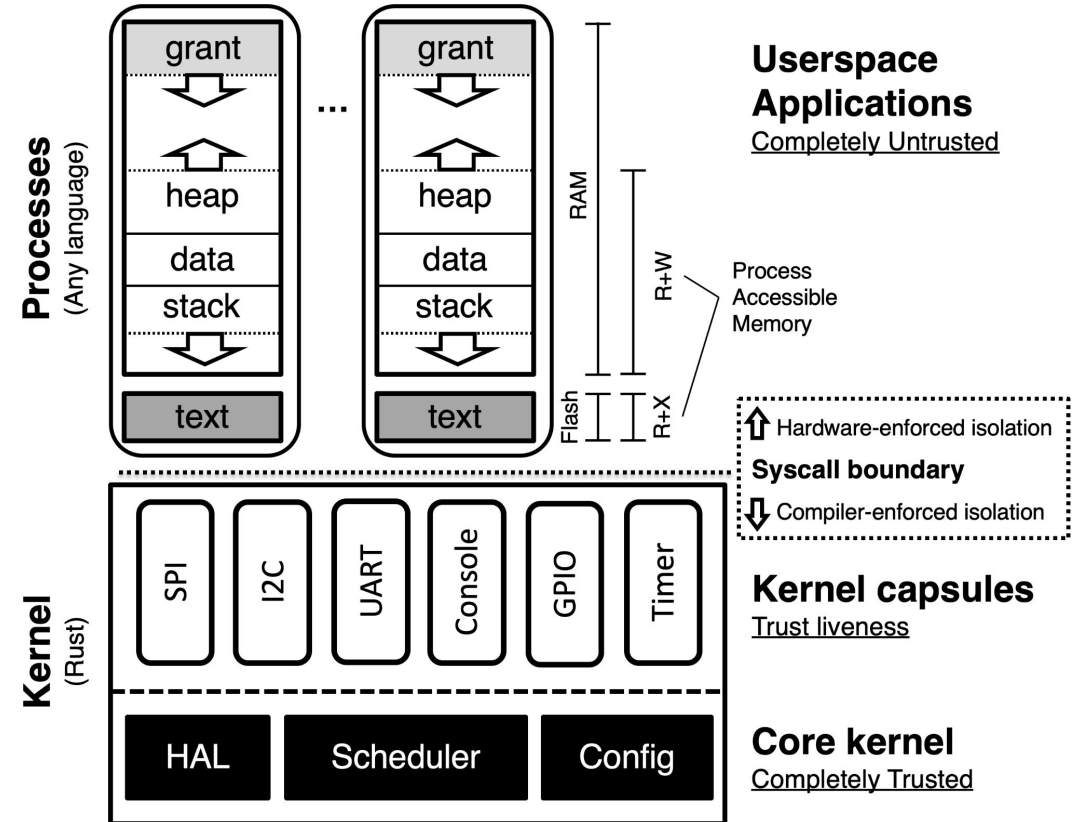 Processes
(Any language)
grant
heap
data
stack
text
...
grant
heap
data
stack
text
RAM
Flash
R+W
R+X
Process
Accessible
Memory
Userspace
Applications
Completely Untrusted
Hardware-enforced isolation
Syscall boundary
Compiler-enforced isolation
Kernel
(Rust)
SPI
I2C
UART
Console
GPIO
Timer
Kernel capsules
Trust liveness
HAL
Scheduler
Config
Core kernel
Completely Trusted